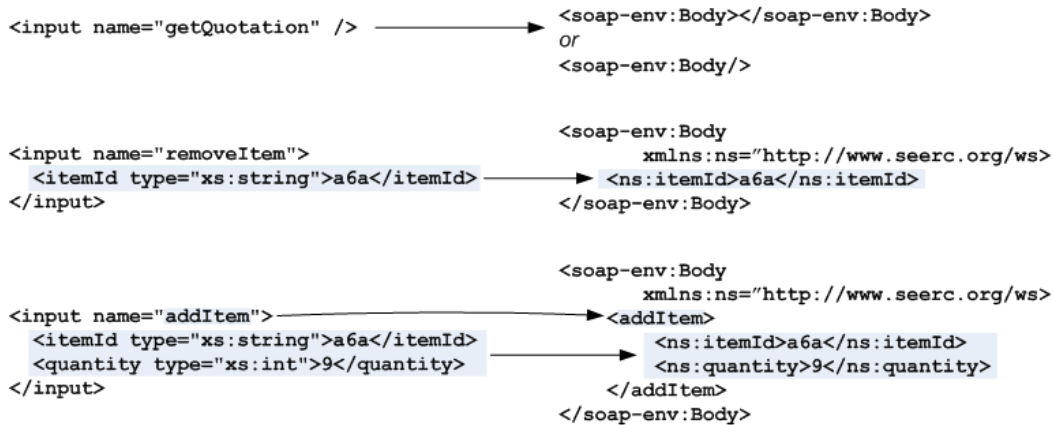 <input name="getQuotation" />
<soap-env:Body></soap-env:Body>
or
<soap-env:Body/>
<input name="removeItem">
<itemId type="xs:string">a6a</itemId>
</input>
<soap-env:Body
xmlns:ns=”http://www.seerc.org/ws>
<ns:itemId>a6a</ns:itemId>
</soap-env:Body>
<input name="addItem">
<itemId type="xs:string">a6a</itemId>
<quantity type="xs:int">9</quantity>
</input>
<soap-env:Body
xmlns:ns=”http://www.seerc.org/ws>
<addItem>
<ns:itemId>a6a</ns:itemId>
<ns:quantity>9</ns:quantity>
</addItem>
</soap-env:Body>